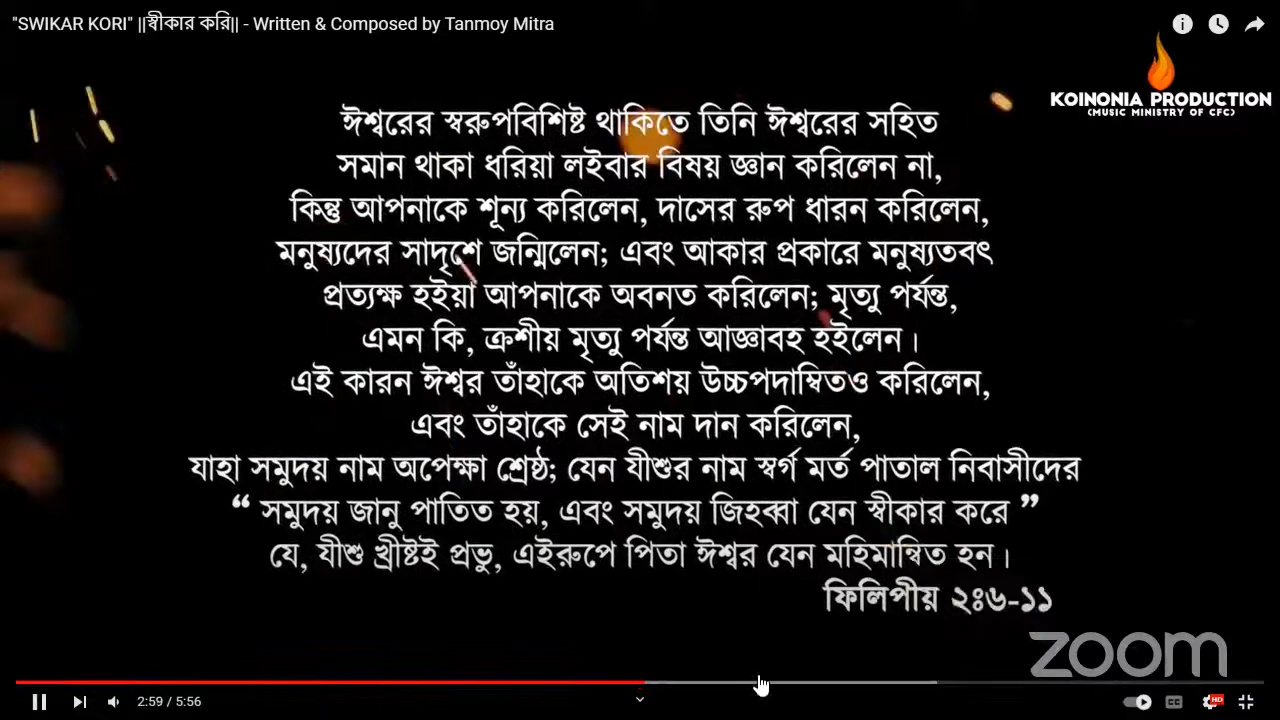 "SWIKAR KORI" ||স্বীকার করি|| - Written & Composed by Tanmoy Mitra
KOINONIA PRODUCTION
(MUSIC MINISTRY OF CFC)
ঈশ্বরের স্বরুপবিশিষ্ট থাকিতে তিনি ঈশ্বরের সহিত
সমান থাকা ধরিয়া লইবার বিষয় জ্ঞান করিলেন না,
কিন্তু আপনাকে শূন্য করিলেন, দাসের রুপ ধারন করিলেন,
মনুষ্যদের সাদৃশে জন্মিলেন; এবং আকার প্রকারে মনুষ্যতবৎ
প্রত্যক্ষ হইয়া আপনাকে অবনত করিলেন; মৃত্যু পর্যন্ত,
এমন কি, ক্রশীয় মৃত্যু পর্যন্ত আজ্ঞাবহ হইলেন।
এই কারন ঈশ্বর তাঁহাকে অতিশয় উচ্চপদাম্বিতও করিলেন,
এবং তাঁহাকে সেই নাম দান করিলেন,
যাহা সমুদয় নাম অপেক্ষা শ্রেষ্ঠ; যেন যীশুর নাম স্বর্গ মর্ত পাতাল নিবাসীদের
“ সমুদয় জানু পাতিত হয়, এবং সমুদয় জিহব্বা যেন স্বীকার করে ”
যে, যীশু খ্রীষ্টই প্রভু, এইরুপে পিতা ঈশ্বর যেন মহিমান্বিত হন।
ফিলিপীয় ২ঃ৬-১১
zoom
2:59 / 5:56
CC
HD